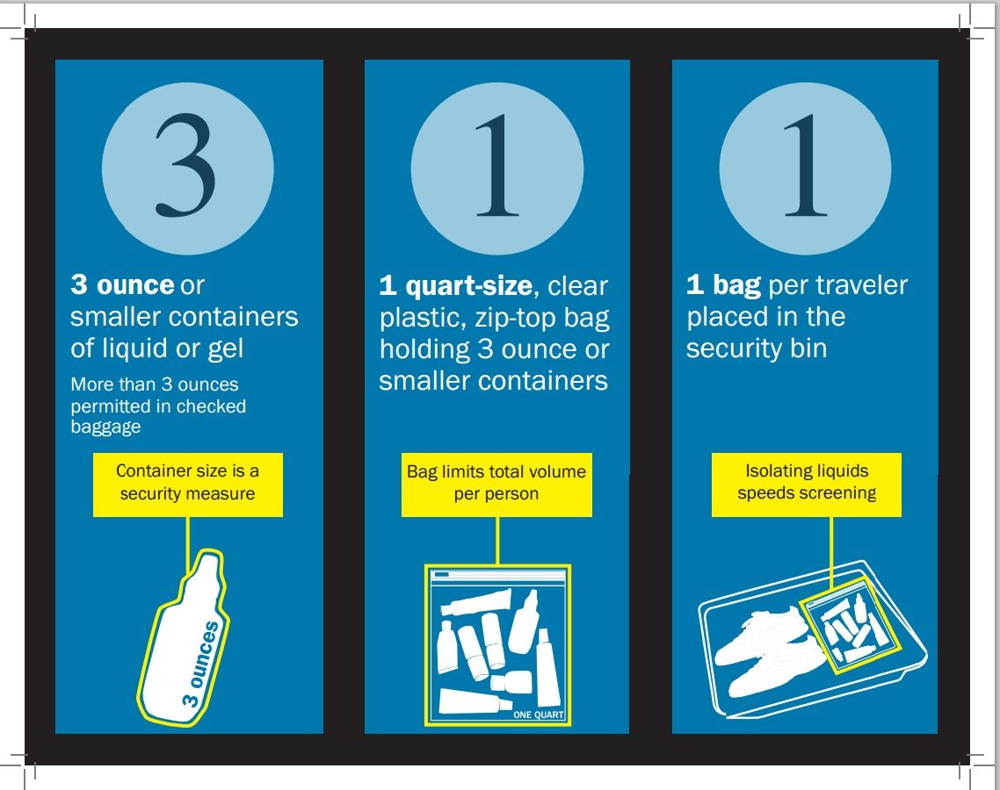 3
3 ounce or
smaller containers
of liquid or gel
More than 3 ounces
permitted in checked
baggage
Container size is a
security measure
3 ounces
1
1 quart-size, clear
plastic, zip-top bag
holding 3 ounce or
smaller containers
Bag limits total volume
per person
ONE QUART
1
1 bag per traveler
placed in the
security bin
Isolating liquids
speeds screening